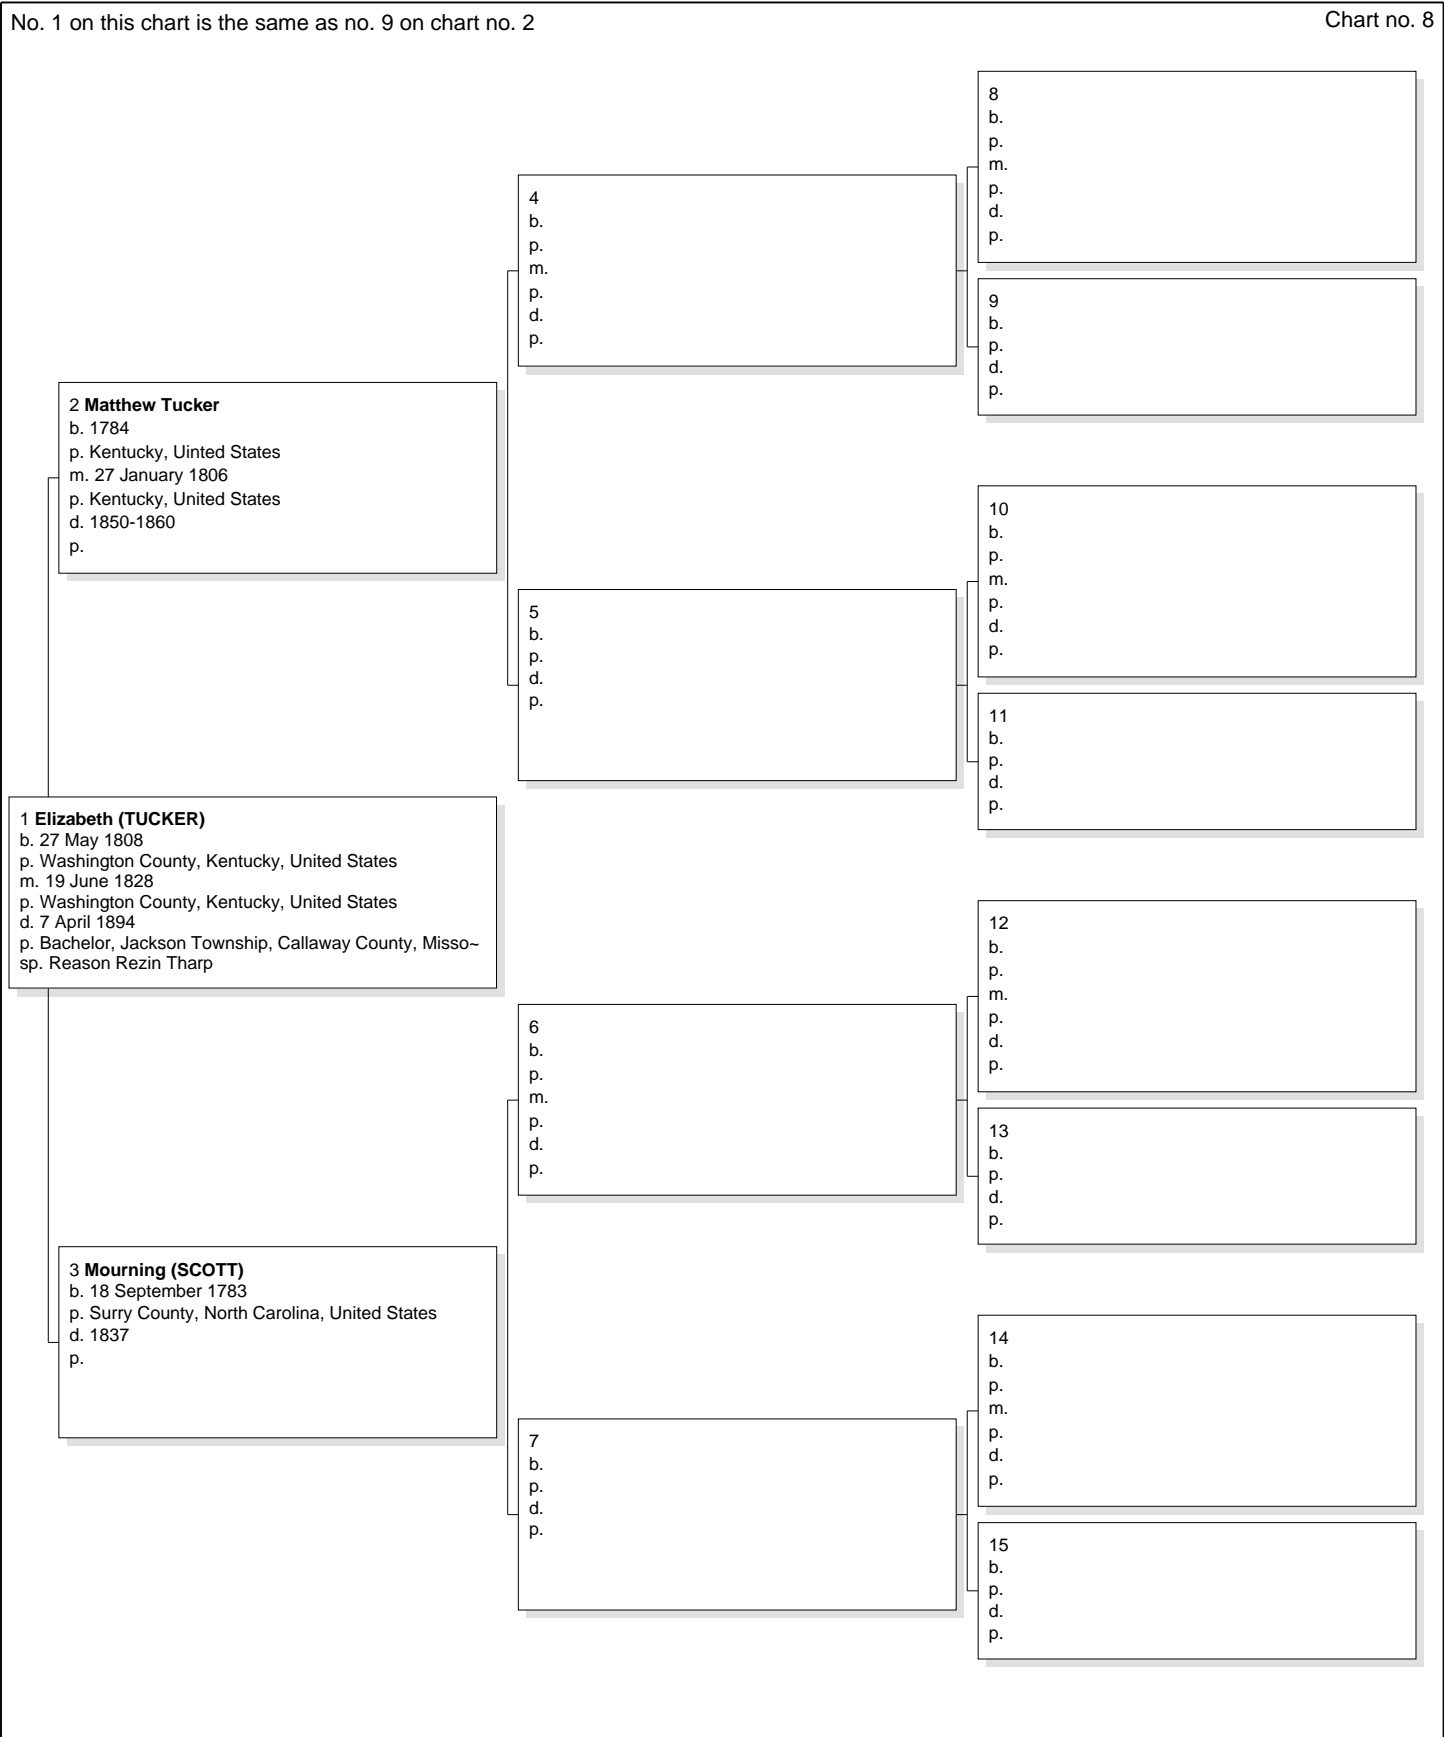 No. 1 on this chart is the same as no. 9 on chart no. 2
Chart no. 8
8
b.
p.
m.
p.
d.
p.
4
b.
p.
m.
p.
d.
p.
9
b.
p.
d.
p.
2 Matthew Tucker
b. 1784
p. Kentucky, Uinted States
m. 27 January 1806
p. Kentucky, United States
d. 1850-1860
p.
10
b.
p.
m.
p.
d.
p.
5
b.
p.
d.
p.
11
b.
p.
d.
p.
1 Elizabeth (TUCKER)
b. 27 May 1808
p. Washington County, Kentucky, United States
m. 19 June 1828
p. Washington County, Kentucky, United States
d. 7 April 1894
p. Bachelor, Jackson Township, Callaway County, Misso~
sp. Reason Rezin Tharp
12
b.
p.
m.
p.
d.
p.
6
b.
p.
m.
p.
d.
p.
13
b.
p.
d.
p.
3 Mourning (SCOTT)
b. 18 September 1783
p. Surry County, North Carolina, United States
d. 1837
p.
14
b.
p.
m.
p.
d.
p.
7
b.
p.
d.
p.
15
b.
p.
d.
p.